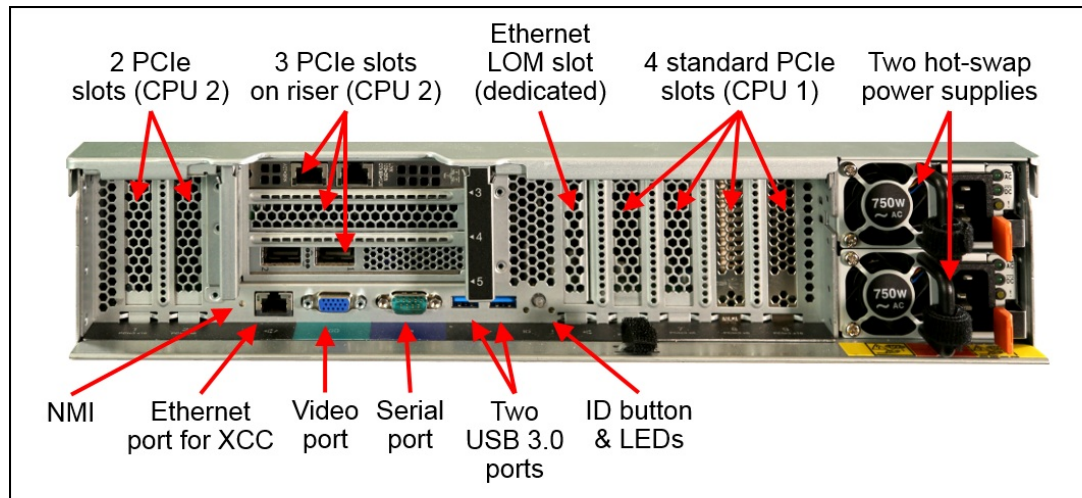 2 PCIe
slots (CPU 2)
3 PCIe slots
on riser (CPU 2)
Ethernet
LOM slot
(dedicated)
4 standard PCIe
slots (CPU 1)
Two hot-swap
power supplies
3
4
5
750W
AC
750W
AC
NMI
Ethernet
port for XCC
Video
port
Serial
port
Two
USB 3.0
ports
ID button
& LEDs